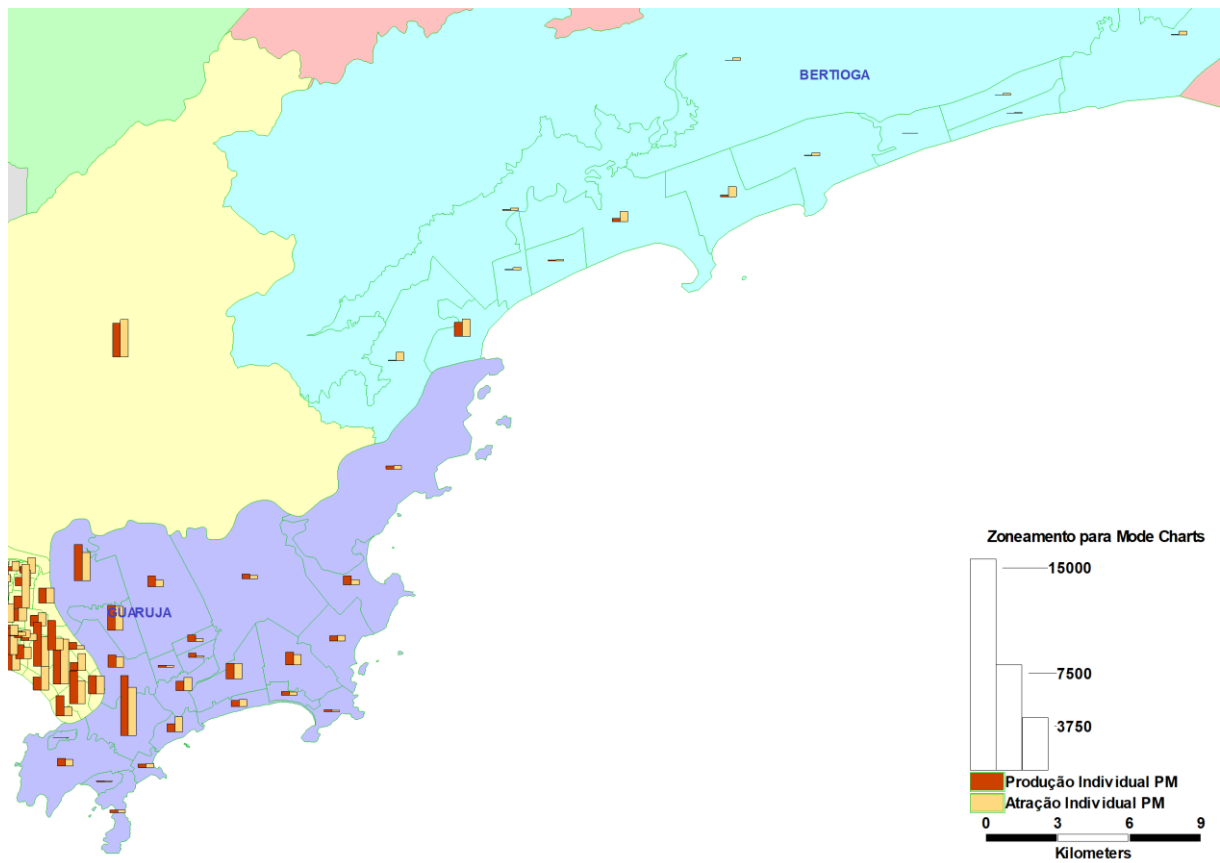 BERTIOGA
GUARUJA
Zoneamento para Mode Charts
15000
7500
3750
Produção Individual PM
Atração Individual PM
0 3 6 9
Kilometers